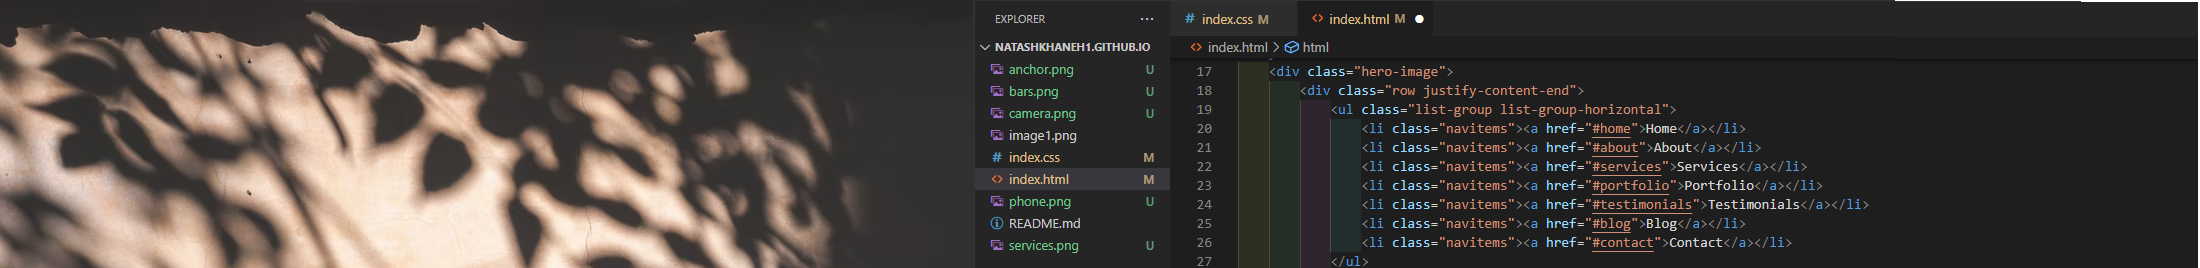 EXPLORER ...
NATASHKHANEH1.GITHUB.IO
anchor.png U
bars.png U
camera.png U
image1.png
# index.css M
<> index.html M
phone.png U
README.md
services.png U
# index.css M <> index.html M ●
<> index.html > html
17 <div class="hero-image">
18 <div class="row justify-content-end">
19 <ul class="list-group list-group-horizontal">
20 <li class="navitems"><a href="#home">Home</a></li>
21 <li class="navitems"><a href="#about">About</a></li>
22 <li class="navitems"><a href="#services">Services</a></li>
23 <li class="navitems"><a href="#portfolio">Portfolio</a></li>
24 <li class="navitems"><a href="#testimonials">Testimonials</a></li>
25 <li class="navitems"><a href="#blog">Blog</a></li>
26 <li class="navitems"><a href="#contact">Contact</a></li>
27 </ul>